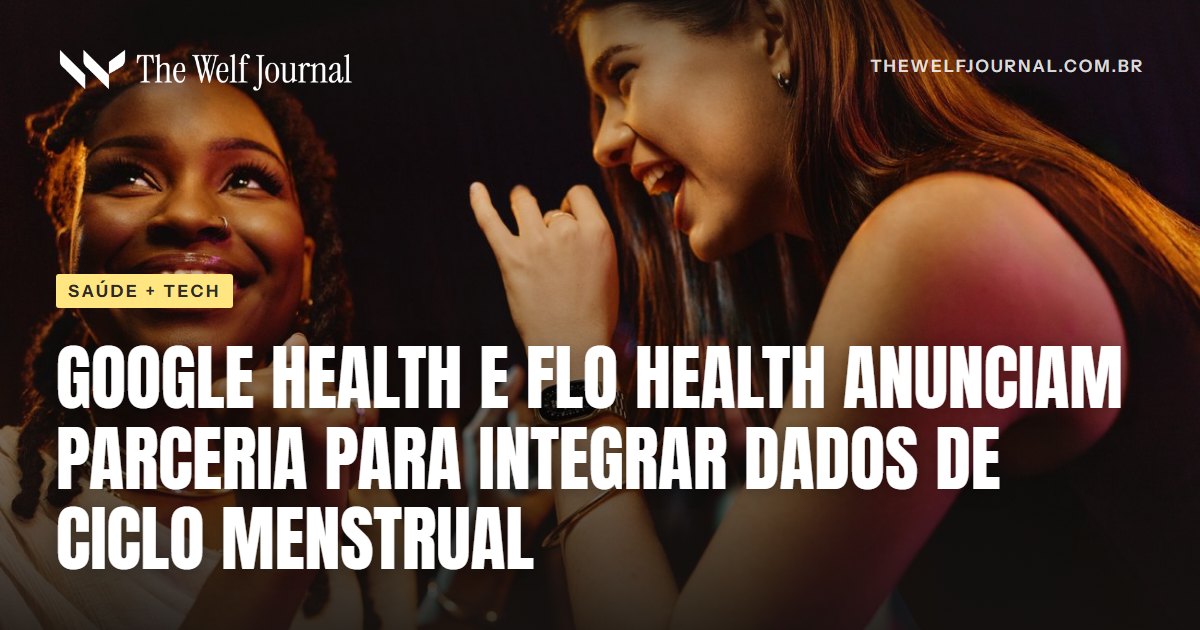 The Welf Journal
THEWELFJOURNAL.COM.BR
SAÚDE + TECH
GOOGLE HEALTH E FLO HEALTH ANUNCIAM
PARCERIA PARA INTEGRAR DADOS DE
CICLO MENSTRUAL